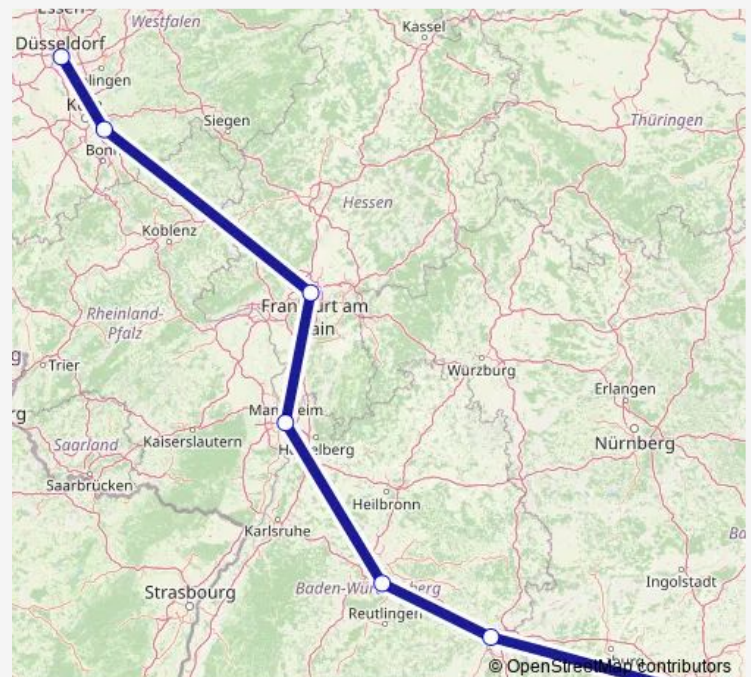 Essen
Westfalen
Kassel
Düsseldorf
Siegen
Thüringen
Koblenz
Hessen
Rheinland-
Pfalz
Trier
Würzburg
Erlangen
Nürnberg
Saarland
Kaiserslautern
Saarbrücken
Heilbronn
Karlsruhe
Strasbourg
Reutlingen
Ingolstadt
© OpenStreetMap contributors